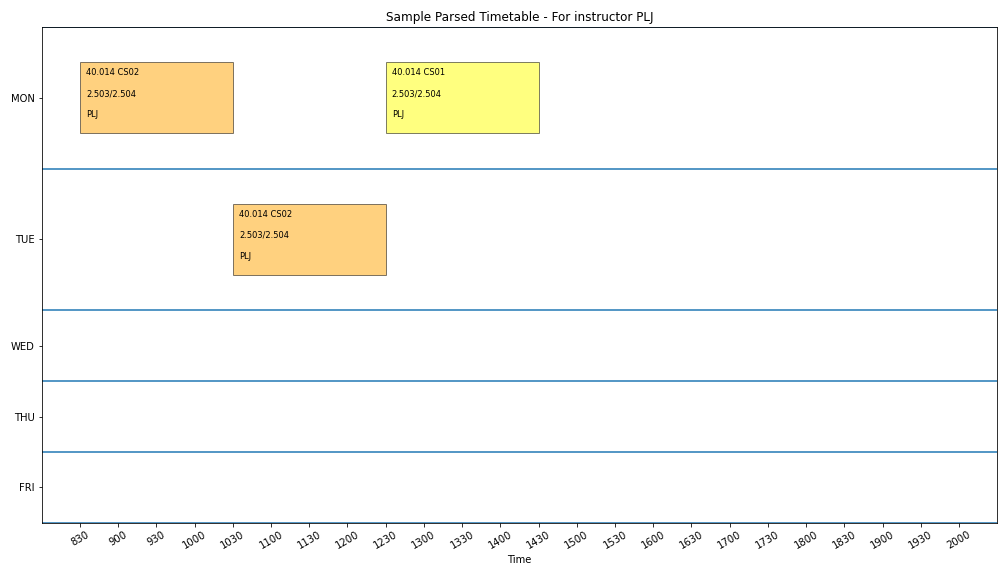 Sample Parsed Timetable - For instructor PLJ
MON
40.014 CS02
2.503/2.504
PLJ
40.014 CS01
2.503/2.504
PLJ
TUE
40.014 CS02
2.503/2.504
PLJ
WED
THU
FRI
830 900 930 1000 1030 1100 1130 1200 1230 1300 1330 1400 1430 1500 1530 1600 1630 1700 1730 1800 1830 1900 1930 2000
Time